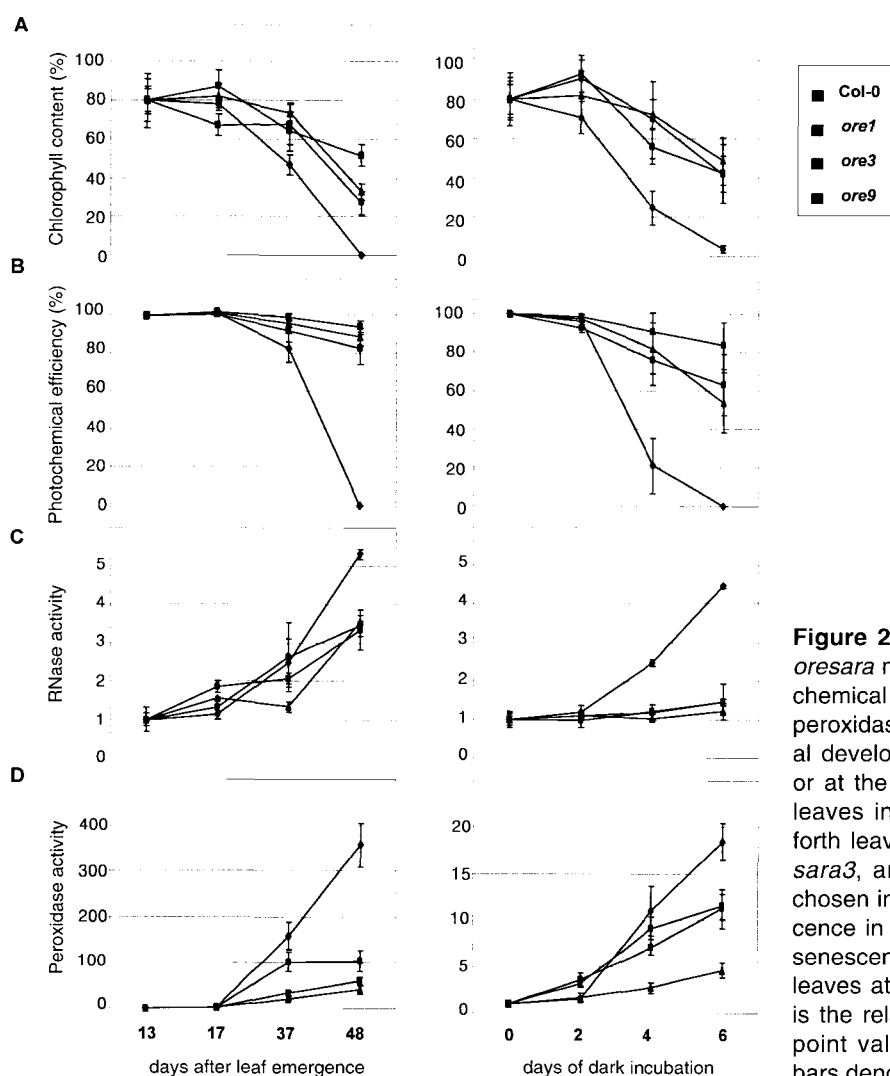 A
Chlorophyll content (%)
100
80
60
40
20
0
100
80
60
40
20
0
Col-0
ore1
ore3
ore9
B
Photochemical efficiency (%)
100
80
60
40
20
0
100
80
60
40
20
0
C
RNase activity
5
4
3
2
1
0
5
4
3
2
1
0
D
Peroxidase activity
400
300
200
100
0
20
15
10
5
0
13 17 37 48
days after leaf emergence
0 2 4 6
days of dark incubation
Figure 2
oresara
chemical
peroxidas
al develo
or at the
leaves in
forth leav
sara3, an
chosen in
cence in
senescen
leaves at
is the rel
point val
bars deno